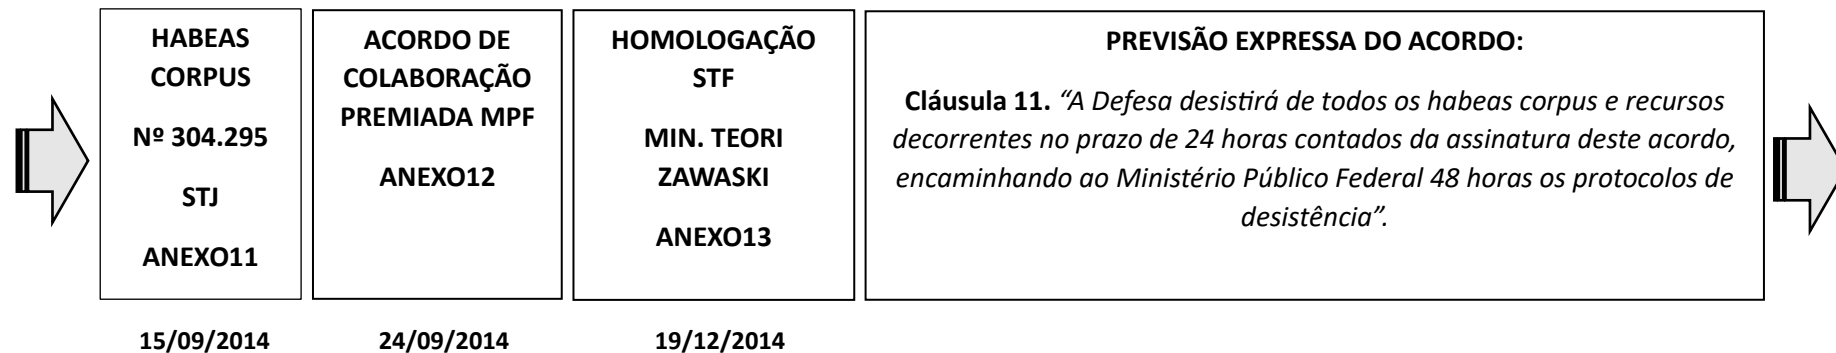 HABEAS
CORPUS
Nº 304.295
STJ
ANEXO11
15/09/2014
ACORDO DE
COLABORAÇÃO
PREMIADA MPF
ANEXO12
24/09/2014
HOMOLOGAÇÃO
STF
MIN. TEORI
ZAWASKI
ANEXO13
19/12/2014
PREVISÃO EXPRESSA DO ACORDO:
Cláusula 11. “A Defesa desistirá de todos os habeas corpus e recursos
decorrentes no prazo de 24 horas contados da assinatura deste acordo,
encaminhando ao Ministério Público Federal 48 horas os protocolos de
desistência”.